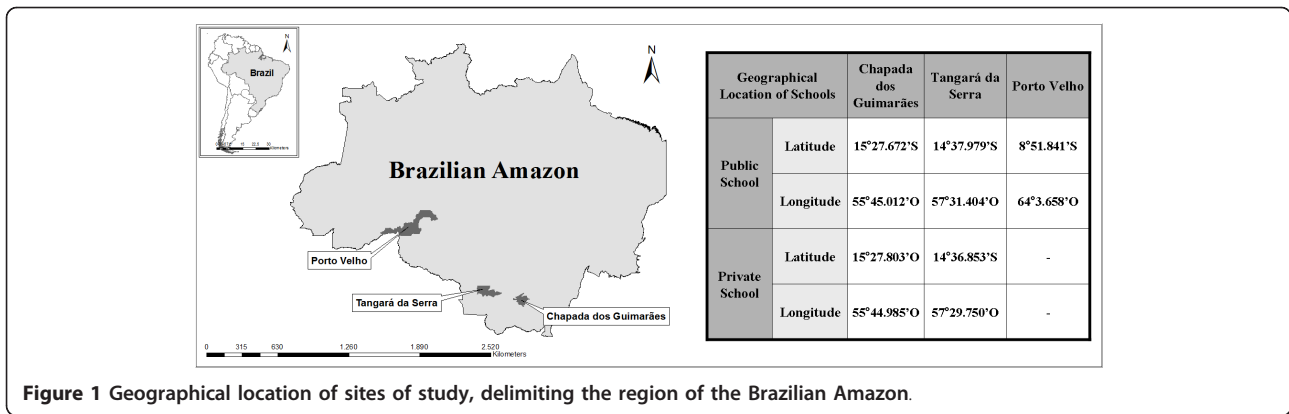 N
Brazil
Kilometers
N
Brazilian Amazon
Porto Velho
Tangará da Serra
Chapada dos Guimarães
0 315 630 1.260 1.890 2.520
Kilometers
Geographical Location of Schools Chapada dos Guimarães Tangará da Serra Porto Velho
Public School Latitude 15°27.672'S 14°37.979'S 8°51.841'S
Longitude 55°45.012'O 57°31.404'O 64°3.658'O
Private School Latitude 15°27.803'O 14°36.853'S -
Longitude 55°44.985'O 57°29.750'O -
Figure 1 Geographical location of sites of study, delimiting the region of the Brazilian Amazon.